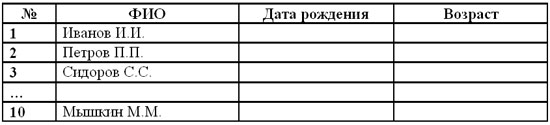 № ФИО Дата рождения Возраст
1 Иванов И.И.
2 Петров П.П.
3 Сидоров С.С.
...
10 Мышкин М.М.